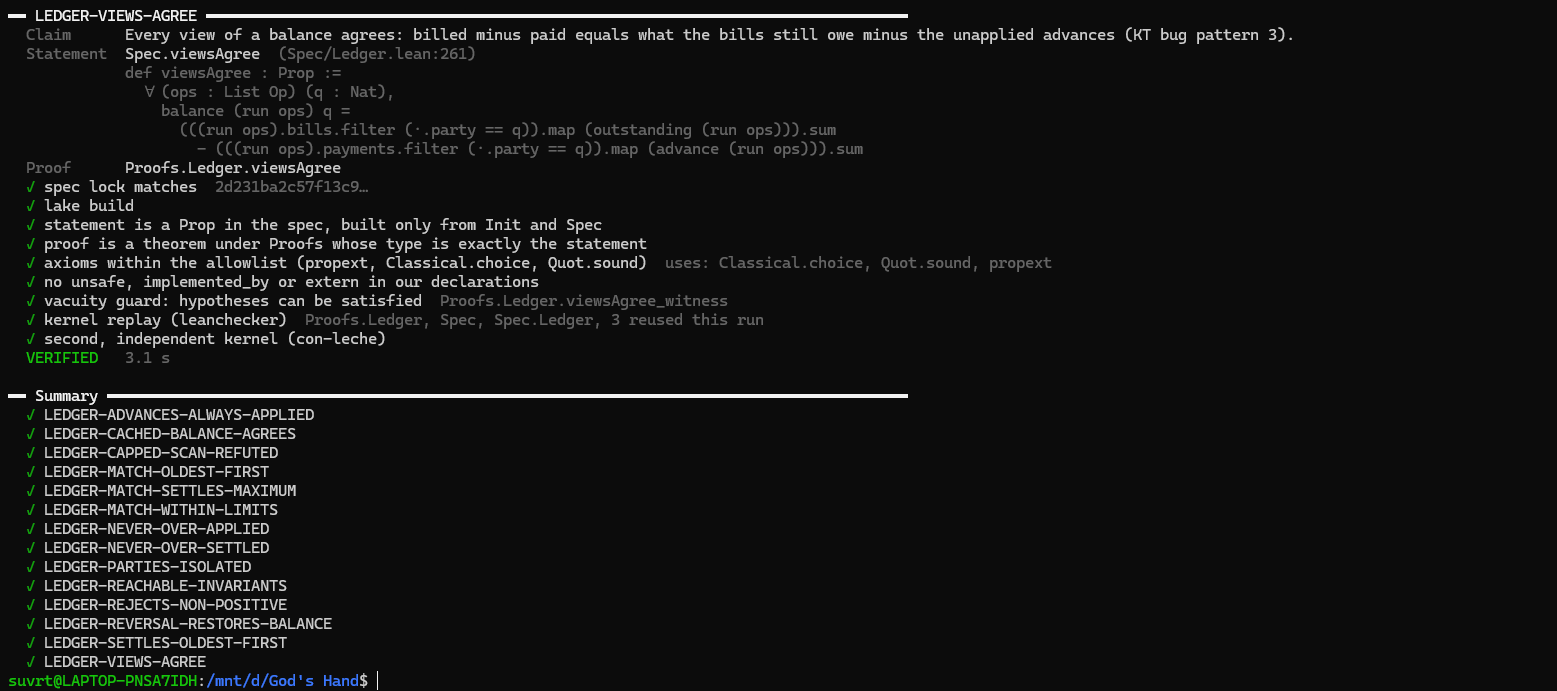 LEDGER-VIEWS-AGREE
Claim Every view of a balance agrees: billed minus paid equals what the bills still owe minus the unapplied advances (KT bug pattern 3).
Statement Spec.viewsAgree (Spec/Ledger.lean:261)
def viewsAgree : Prop :=
∀ (ops : List Op) (q : Nat),
balance (run ops) q =
(((run ops).bills.filter (·.party == q)).map (outstanding (run ops))).sum
- (((run ops).payments.filter (·.party == q)).map (advance (run ops))).sum
Proof Proofs.Ledger.viewsAgree
✓ spec lock matches 2d231ba2c57f13c9…
✓ lake build
✓ statement is a Prop in the spec, built only from Init and Spec
✓ proof is a theorem under Proofs whose type is exactly the statement
✓ axioms within the allowlist (propext, Classical.choice, Quot.sound) uses: Classical.choice, Quot.sound, propext
✓ no unsafe, implemented_by or extern in our declarations
✓ vacuity guard: hypotheses can be satisfied Proofs.Ledger.viewsAgree_witness
✓ kernel replay (leanchecker) Proofs.Ledger, Spec, Spec.Ledger, 3 reused this run
✓ second, independent kernel (con-leche)
VERIFIED 3.1 s
Summary
✓ LEDGER-ADVANCES-ALWAYS-APPLIED
✓ LEDGER-CACHED-BALANCE-AGREES
✓ LEDGER-CAPPED-SCAN-REFUTED
✓ LEDGER-MATCH-OLDEST-FIRST
✓ LEDGER-MATCH-SETTLES-MAXIMUM
✓ LEDGER-MATCH-WITHIN-LIMITS
✓ LEDGER-NEVER-OVER-APPLIED
✓ LEDGER-NEVER-OVER-SETTLED
✓ LEDGER-PARTIES-ISOLATED
✓ LEDGER-REACHABLE-INVARIANTS
✓ LEDGER-REJECTS-NON-POSITIVE
✓ LEDGER-REVERSAL-RESTORES-BALANCE
✓ LEDGER-SETTLES-OLDEST-FIRST
✓ LEDGER-VIEWS-AGREE
suvrt@LAPTOP-PNSA7IDH:/mnt/d/God's Hand$